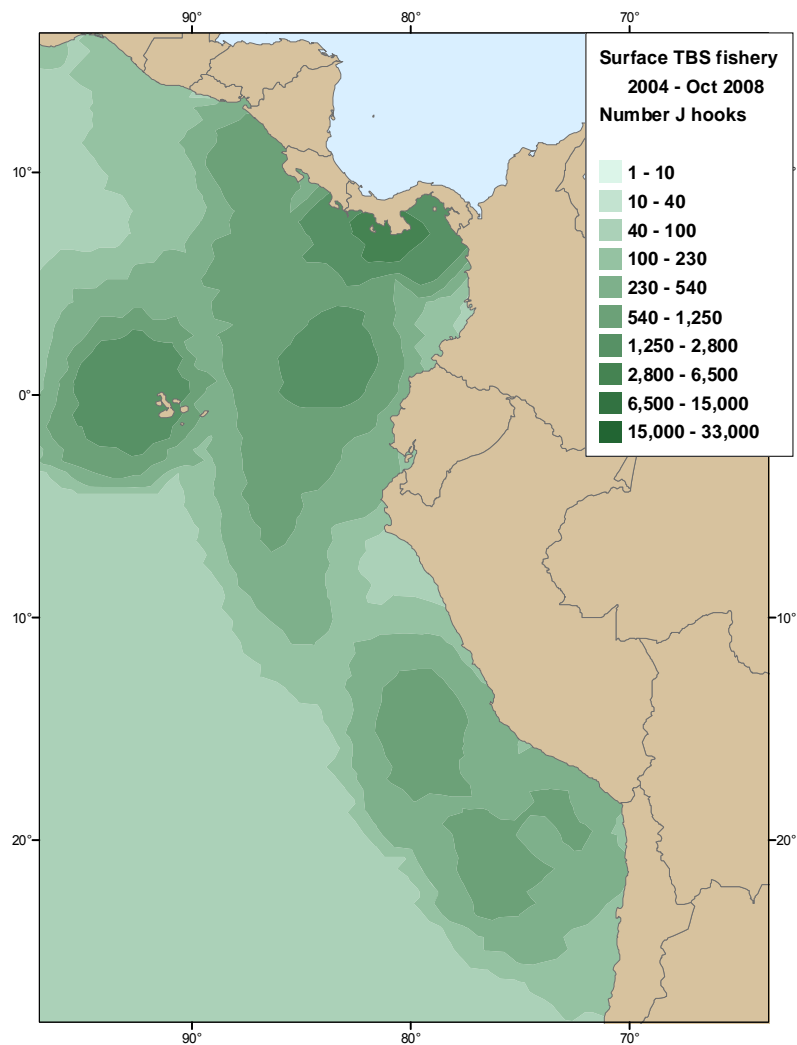 90°
80°
70°
Surface TBS fishery
2004 - Oct 2008
Number J hooks
1 - 10
10 - 40
40 - 100
100 - 230
230 - 540
540 - 1,250
1,250 - 2,800
2,800 - 6,500
6,500 - 15,000
15,000 - 33,000
10°
0°
10°
10°
20°
20°
90°
80°
70°